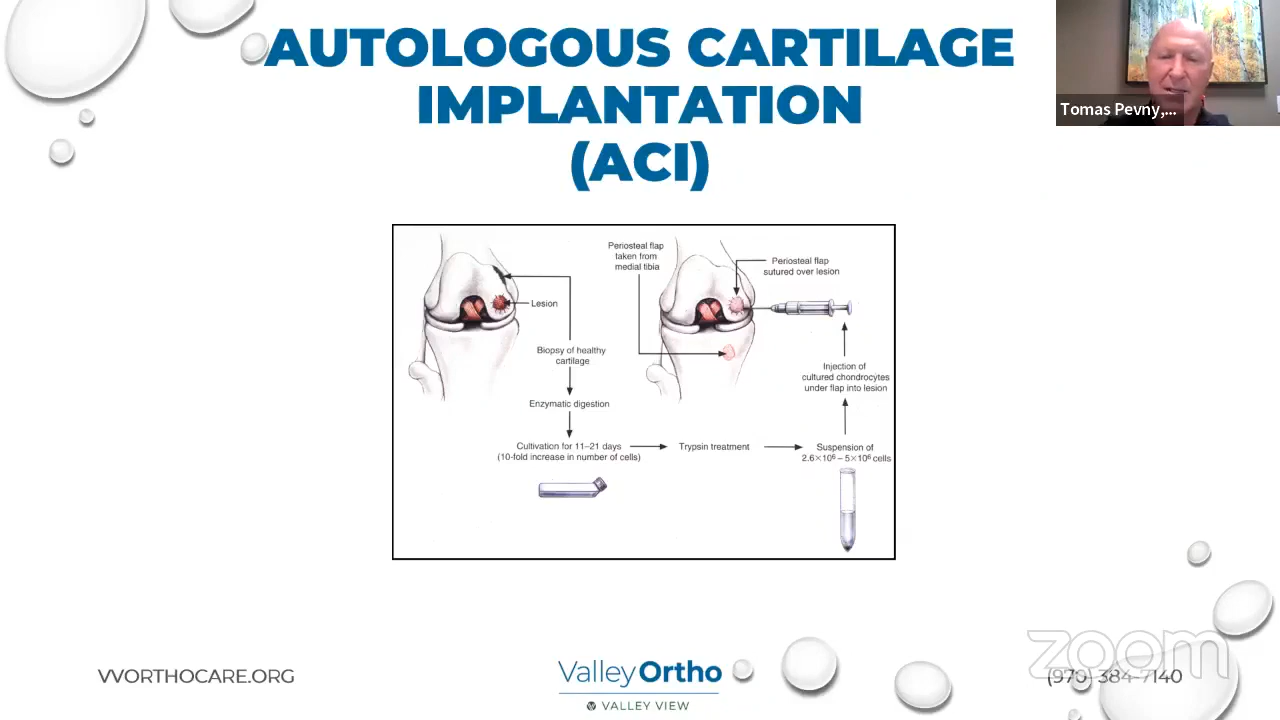 AUTOLOGOUS CARTILAGE
IMPLANTATION
(ACI)
Tomas Pevny,...
Periosteal flap
taken from
medial tibia
Periosteal flap
sutured over lesion
Lesion
Biopsy of healthy
cartilage
Injection of
cultured chondrocytes
under flap into lesion
Enzymatic digestion
Cultivation for 11–21 days
(10-fold increase in number of cells)
Trypsin treatment
Suspension of
2.6×10⁶ – 5×10⁶ cells
VVORTHOCARE.ORG
ValleyOrtho
VALLEY VIEW
zoom
(970) 384-7140